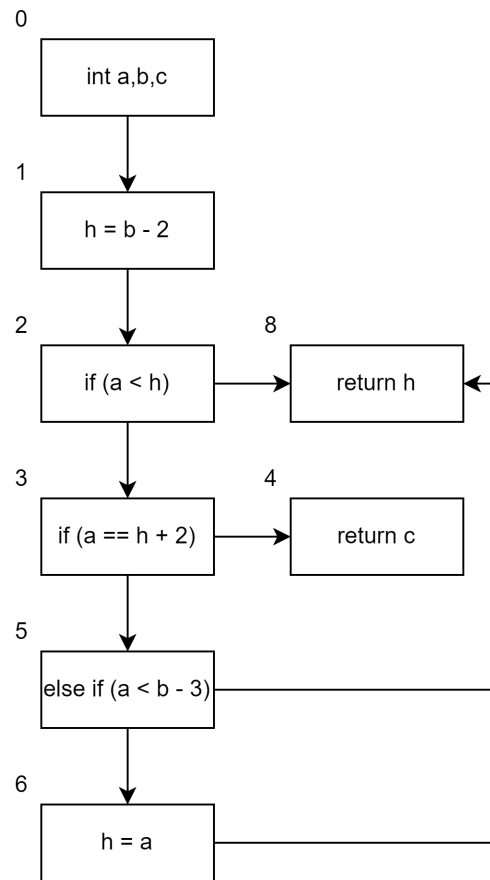 0
int a,b,c
1
h = b - 2
2
8
if (a < h)
return h
3
4
if (a == h + 2)
return c
5
else if (a < b - 3)
6
h = a